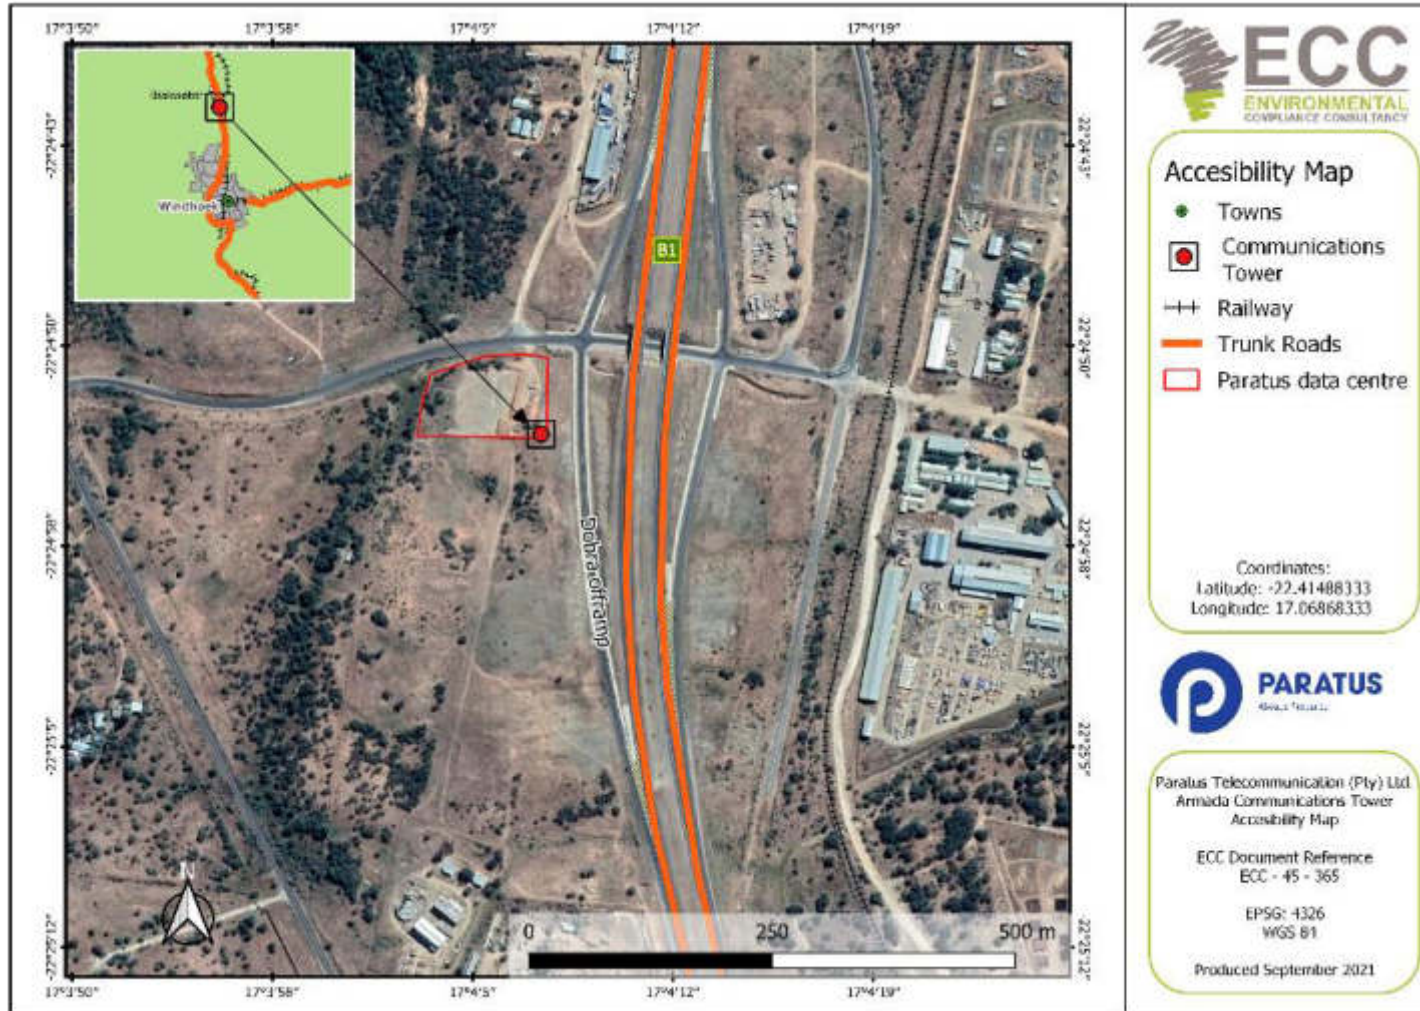 17°3'50"
17°3'58"
17°4'5"
17°4'12"
17°4'19"
-22°24'43"
-22°24'43"
Windhoek
B1
-22°24'50"
-22°24'50"
-22°24'58"
-22°24'58"
Dobra Offramp
-22°25'5"
-22°25'5"
N
0
250
500 m
-22°25'12"
-22°25'12"
17°3'50"
17°3'58"
17°4'5"
17°4'12"
17°4'19"
ECC
ENVIRONMENTAL
COMPLIANCE CONSULTANCY
Accesibility Map
Towns
Communications
Tower
Railway
Trunk Roads
Paratus data centre
Coordinates:
Latitude: -22.41488333
Longitude: 17.06868333
PARATUS
Paratus Telecommunication (Pty) Ltd
Armada Communications Tower
Accesibility Map
ECC Document Reference
ECC - 45 - 365
EPSG: 4326
WGS 84
Produced September 2021